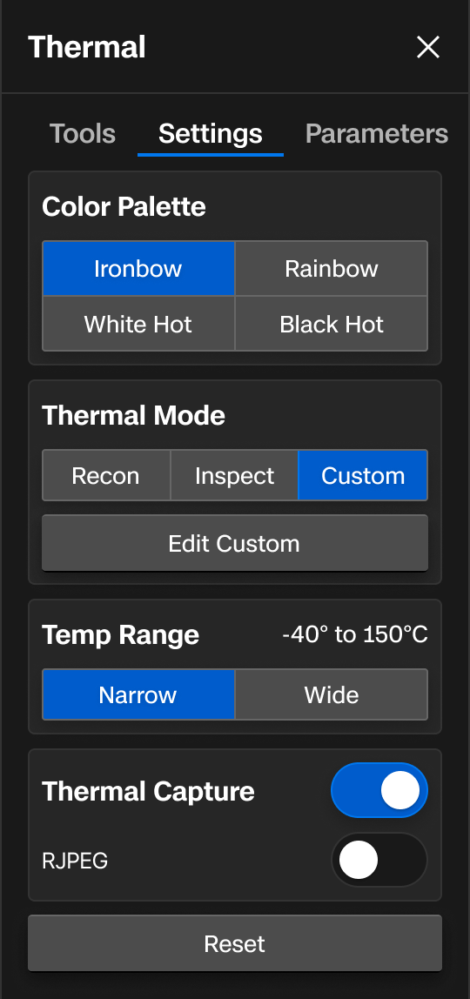 Thermal
Tools Settings Parameters
Color Palette
Ironbow Rainbow
White Hot Black Hot
Thermal Mode
Recon Inspect Custom
Edit Custom
Temp Range -40° to 150°C
Narrow Wide
Thermal Capture
RJPEG
Reset